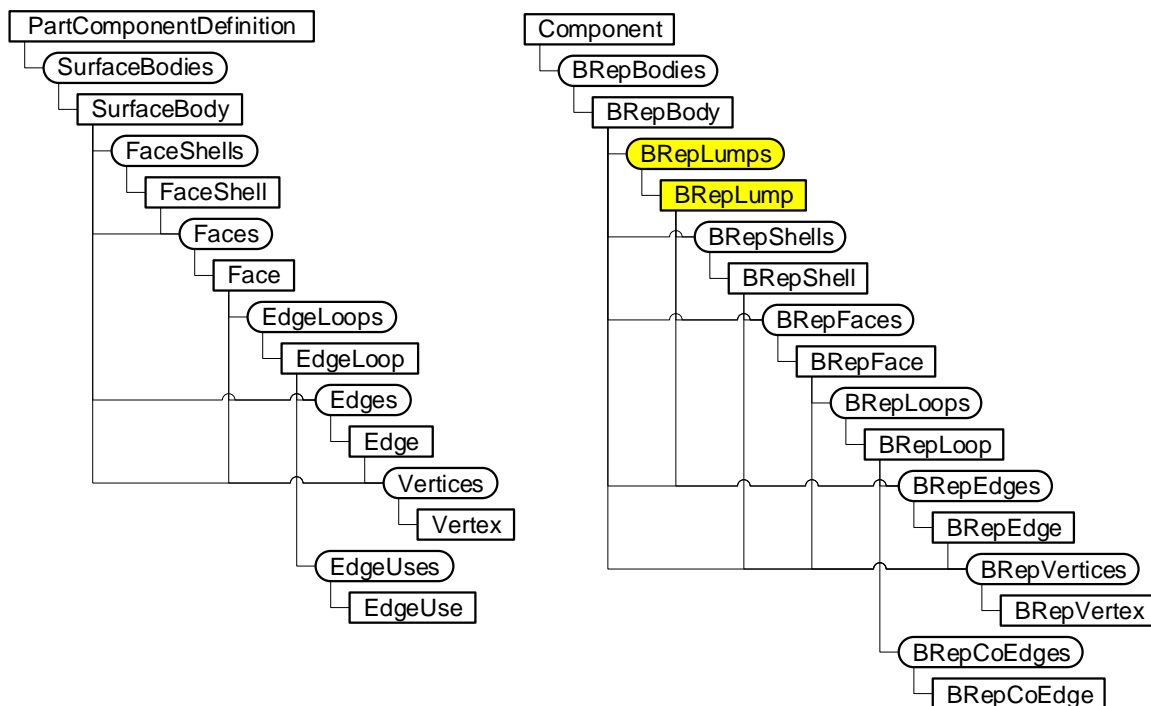 PartComponentDefinition
SurfaceBodies
SurfaceBody
FaceShells
FaceShell
Faces
Face
EdgeLoops
EdgeLoop
Edges
Edge
Vertices
Vertex
EdgeUses
EdgeUse
Component
BRepBodies
BRepBody
BRepLumps
BRepLump
BRepShells
BRepShell
BRepFaces
BRepFace
BRepLoops
BRepLoop
BRepEdges
BRepEdge
BRepVertices
BRepVertex
BRepCoEdges
BRepCoEdge